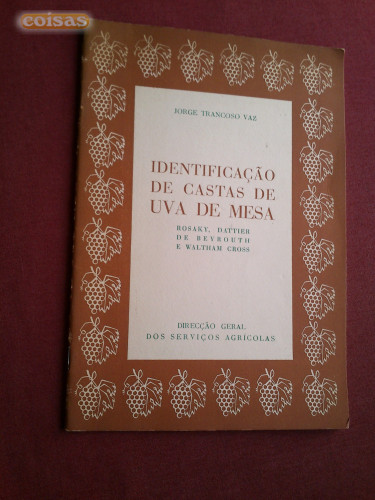 coisas
JORGE TRANCOSO VAZ
IDENTIFICAÇÃO
DE CASTAS DE
UVA DE MESA
ROSAKY, DATTIER
DE BEYROUTH
E WALTHAM CROSS
DIRECÇÃO GERAL
DOS SERVIÇOS AGRÍCOLAS